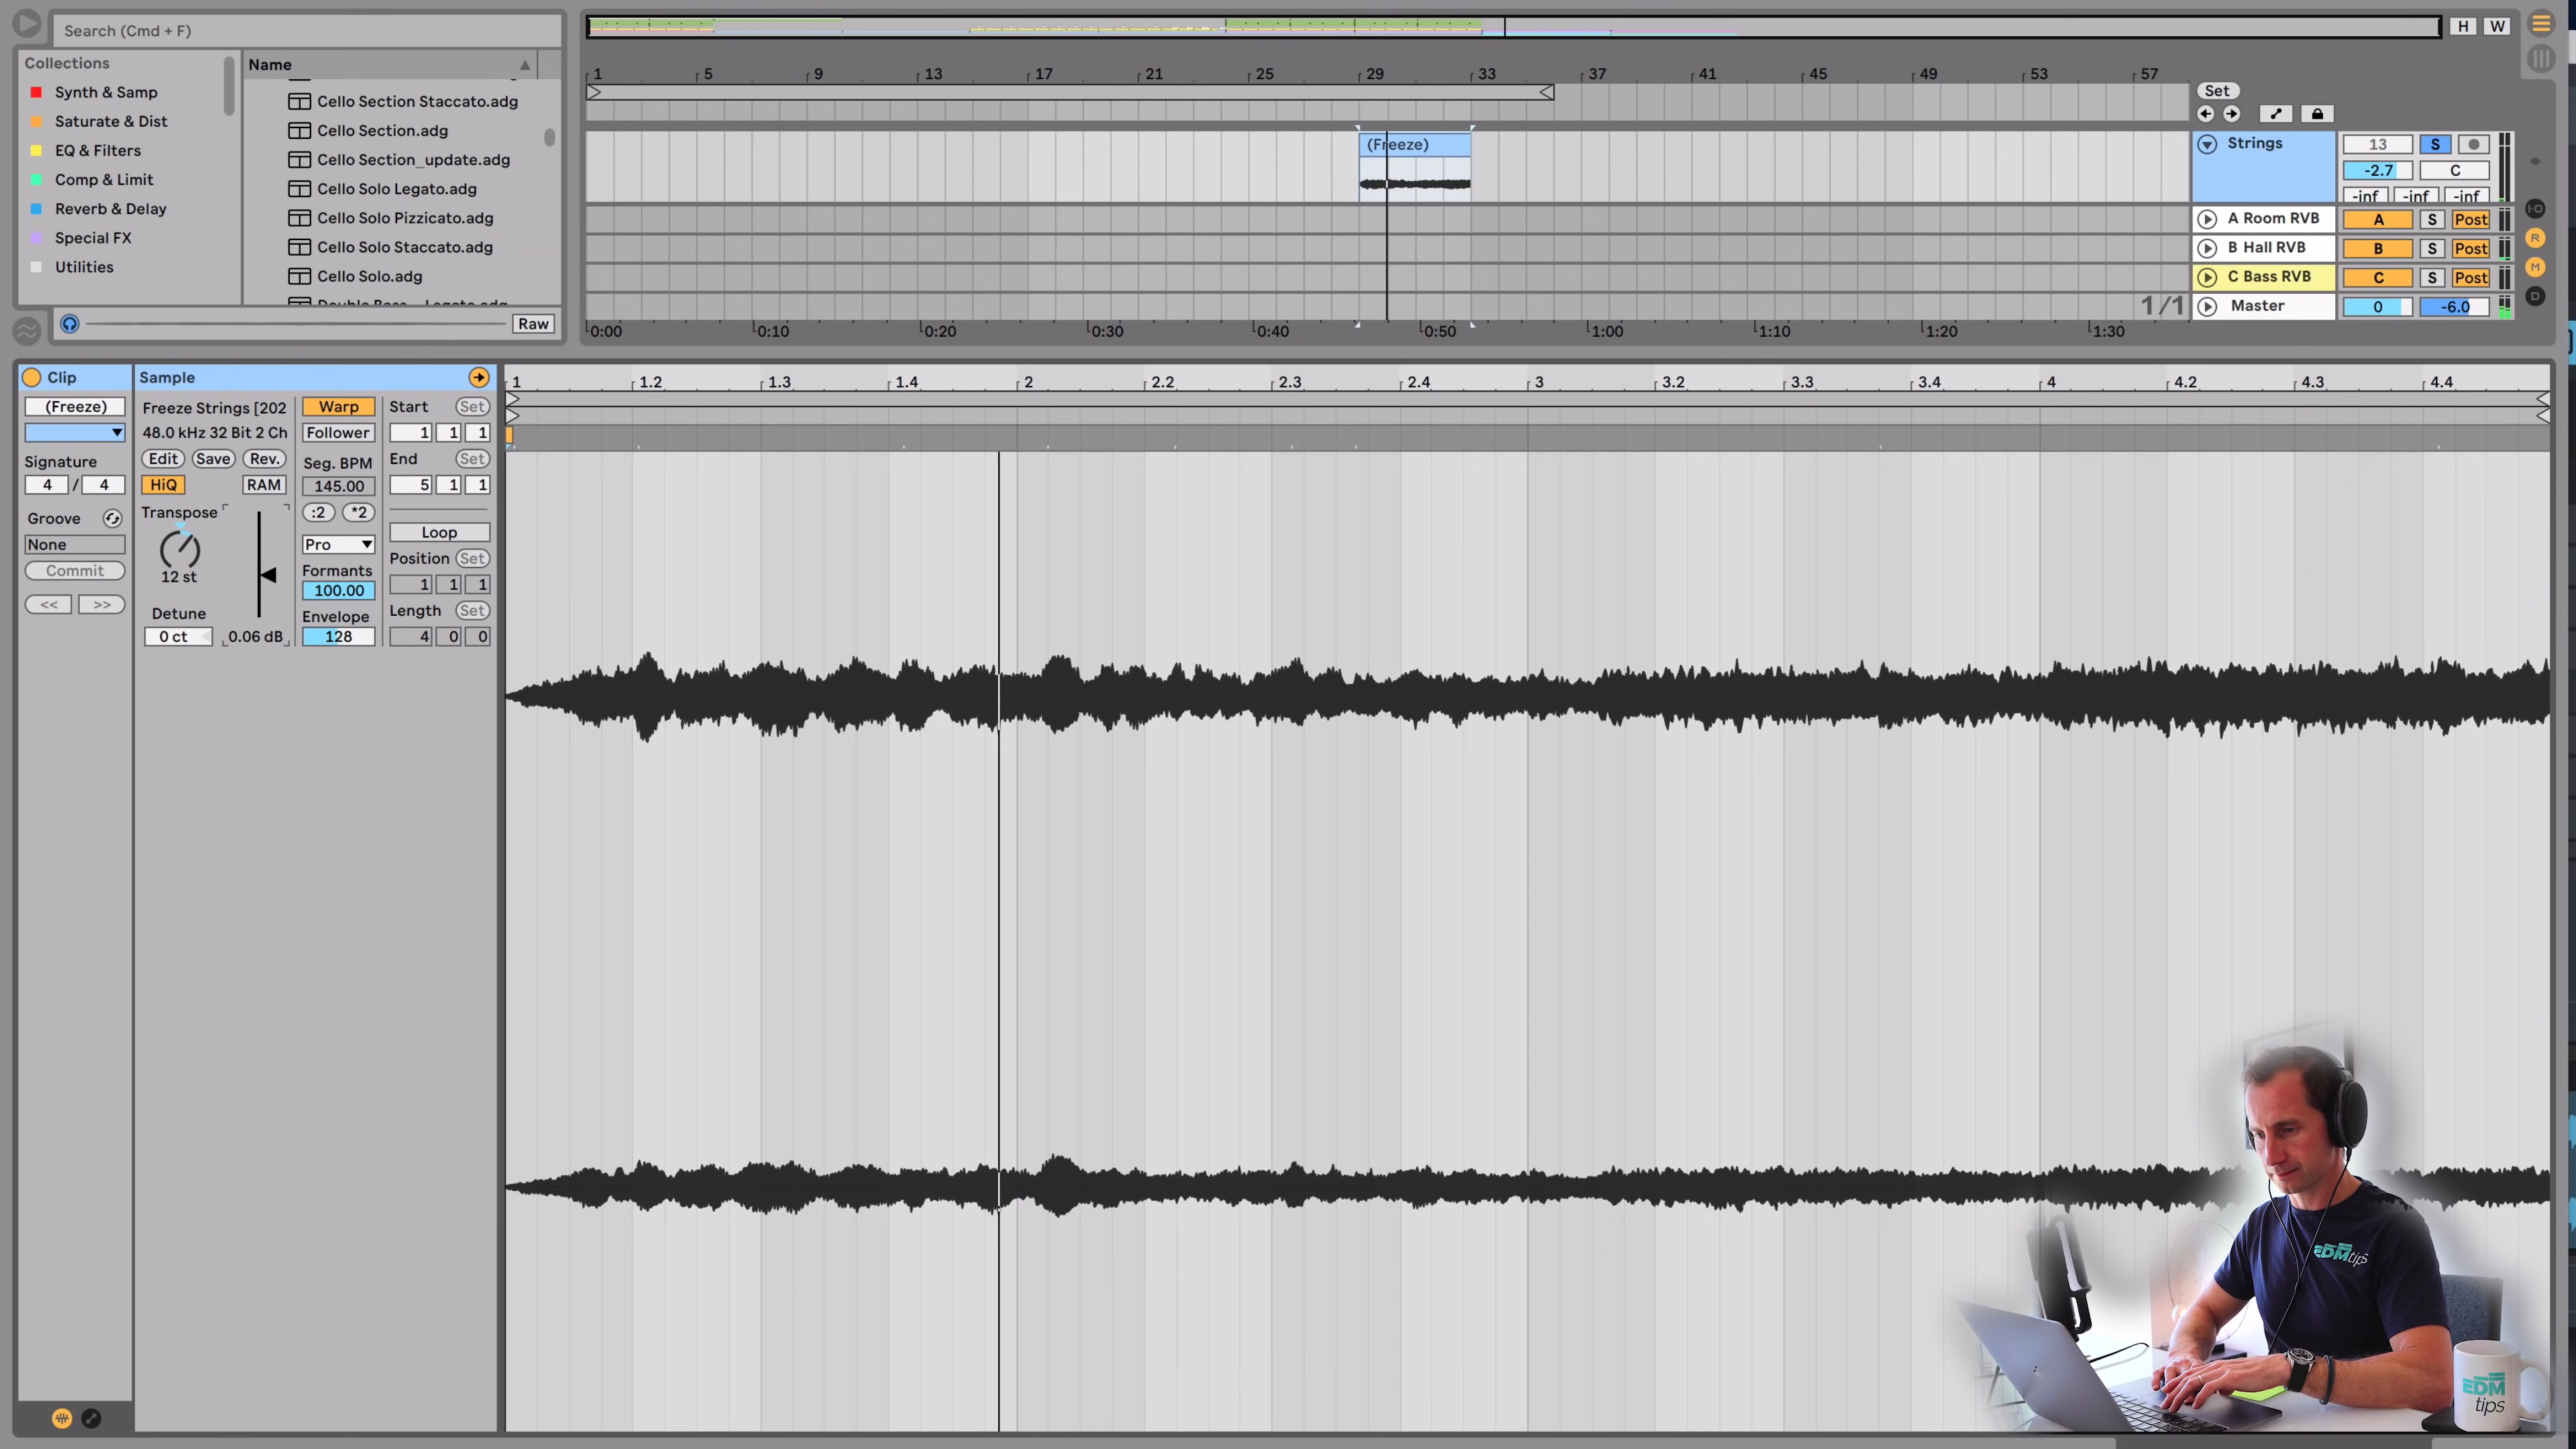 Search (Cmd + F)
Collections
Synth & Samp
Saturate & Dist
EQ & Filters
Comp & Limit
Reverb & Delay
Special FX
Utilities
Name
Cello Section Staccato.adg
Cello Section.adg
Cello Section_update.adg
Cello Solo Legato.adg
Cello Solo Pizzicato.adg
Cello Solo Staccato.adg
Cello Solo.adg
Raw
H W
1 5 9 13 17 21 25 29 33 37 41 45 49 53 57
Set
(Freeze)
Strings 13 S
-2.7 C
-inf -inf -inf
A Room RVB A S Post
B Hall RVB B S Post
C Bass RVB C S Post
1/1 Master 0 -6.0
0:00 0:10 0:20 0:30 0:40 0:50 1:00 1:10 1:20 1:30
R
M
D
Clip
(Freeze)
Signature
4 / 4
Groove
None
Commit
<< >>
Sample
Freeze Strings [202
48.0 kHz 32 Bit 2 Ch
Edit Save Rev.
HiQ RAM
Transpose
12 st
Detune
0 ct 0.06 dB
Warp
Follower
Seg. BPM
145.00
:2 *2
Pro
Formants
100.00
Envelope
128
Start Set
1 1 1
End Set
5 1 1
Loop
Position Set
1 1 1
Length Set
4 0 0
1 1.2 1.3 1.4 2 2.2 2.3 2.4 3 3.2 3.3 3.4 4 4.2 4.3 4.4
EDMtips
EDM
tips